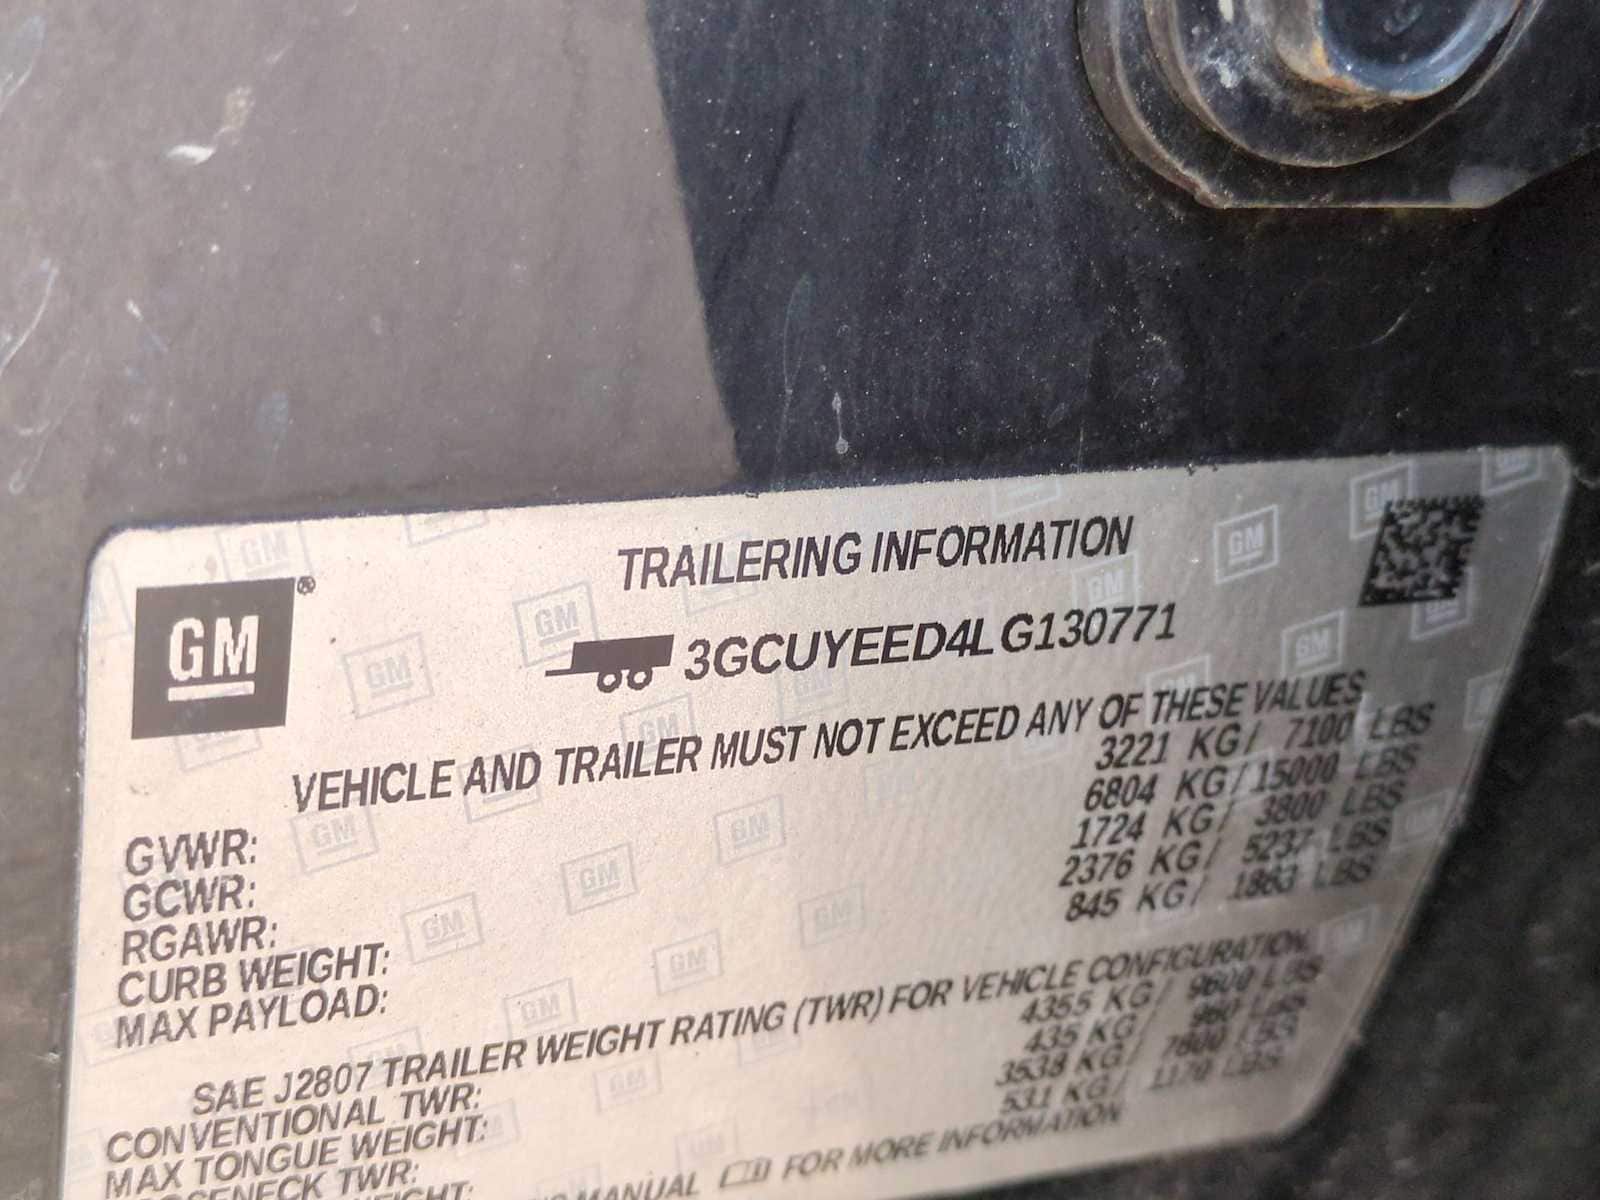 GM®
TRAILERING INFORMATION
3GCUYEED4LG130771
VEHICLE AND TRAILER MUST NOT EXCEED ANY OF THESE VALUES
GVWR: 3221 KG/ 7100 LBS
GCWR: 6804 KG/15000 LBS
RGAWR: 1724 KG/ 3800 LBS
CURB WEIGHT: 2376 KG/ 5237 LBS
MAX PAYLOAD: 845 KG/ 1863 LBS
SAE J2807 TRAILER WEIGHT RATING (TWR) FOR VEHICLE CONFIGURATION
CONVENTIONAL TWR: 4355 KG/ 9600 LBS
MAX TONGUE WEIGHT: 435 KG/ 960 LBS
TWR: 3538 KG/ 7800 LBS
531 KG/ 1170 LBS
MANUAL FOR MORE INFORMATION